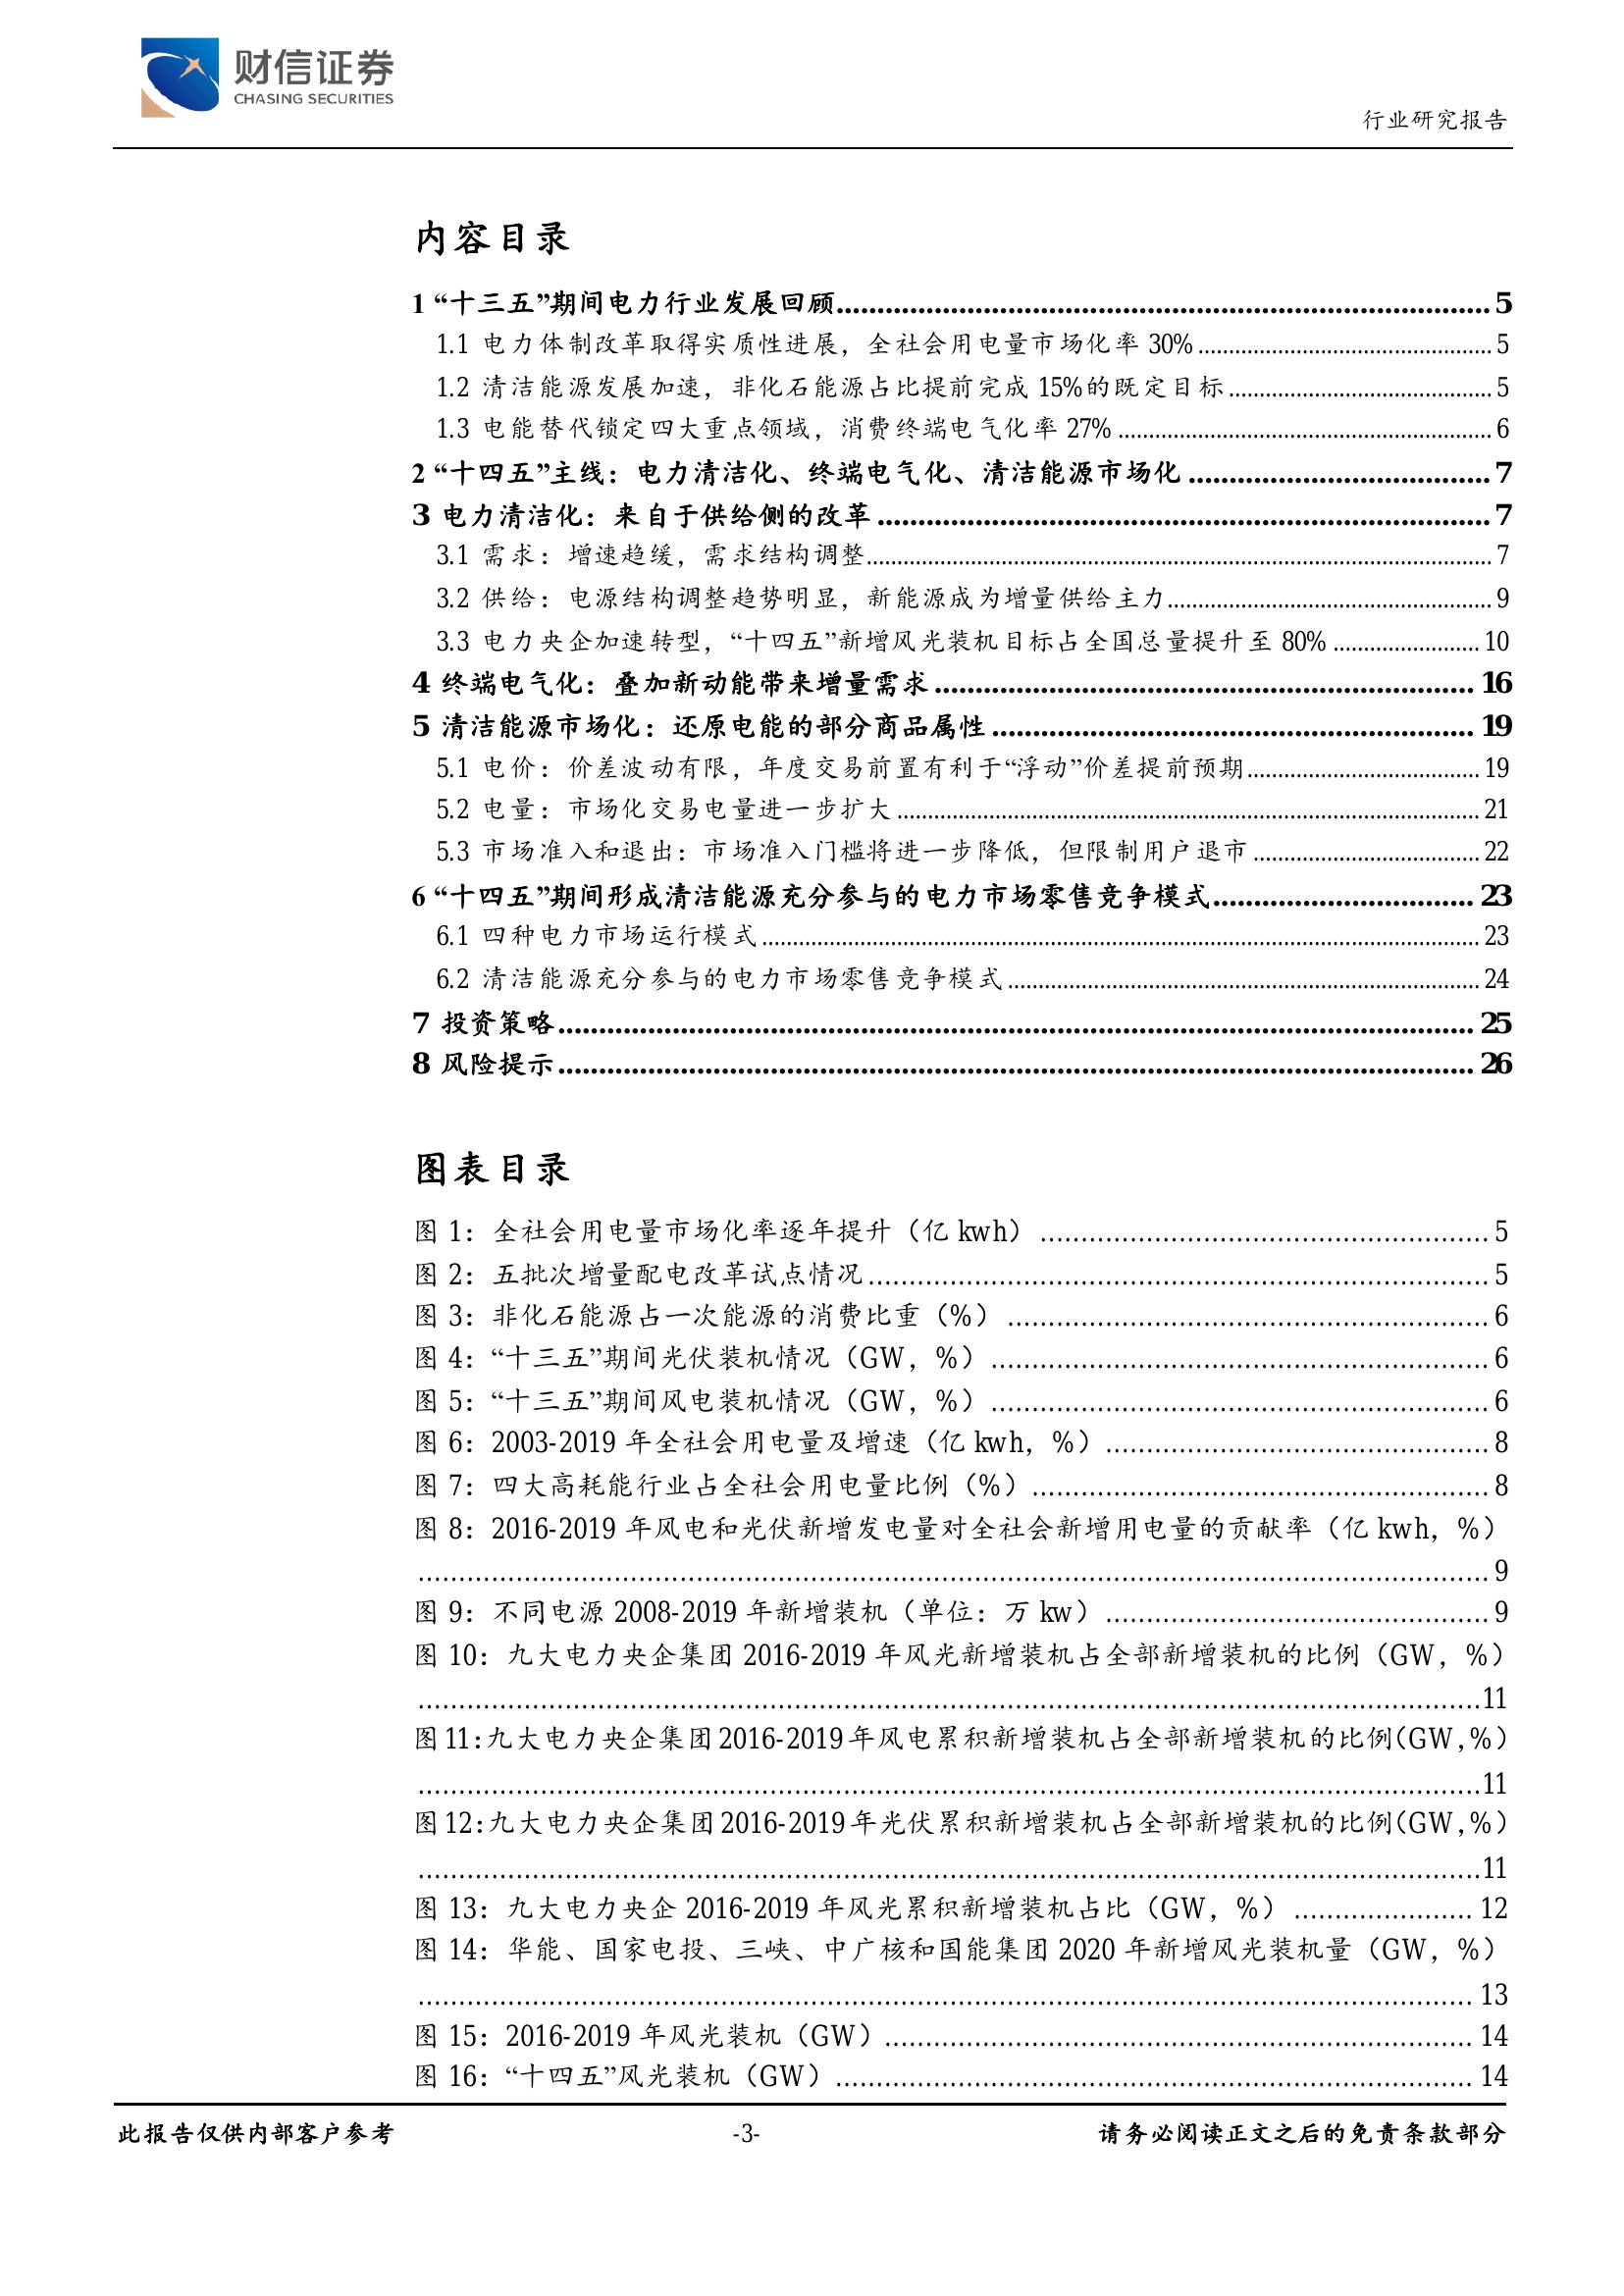 财信证券
CHASING SECURITIES
行业研究报告
内容目录
1 “十三五”期间电力行业发展回顾................................................................................ 5
1.1 电力体制改革取得实质性进展，全社会用电量市场化率 30%................................................ 5
1.2 清洁能源发展加速，非化石能源占比提前完成 15%的既定目标........................................... 5
1.3 电能替代锁定四大重点领域，消费终端电气化率 27% ............................................................. 6
2 “十四五”主线：电力清洁化、终端电气化、清洁能源市场化 ..................................... 7
3 电力清洁化：来自于供给侧的改革........................................................................... 7
3.1 需求：增速趋缓，需求结构调整...................................................................................................... 7
3.2 供给：电源结构调整趋势明显，新能源成为增量供给主力..................................................... 9
3.3 电力央企加速转型，“十四五”新增风光装机目标占全国总量提升至 80% ........................ 10
4 终端电气化：叠加新动能带来增量需求.................................................................. 16
5 清洁能源市场化：还原电能的部分商品属性........................................................... 19
5.1 电价：价差波动有限，年度交易前置有利于“浮动”价差提前预期...................................... 19
5.2 电量：市场化交易电量进一步扩大............................................................................................... 21
5.3 市场准入和退出：市场准入门槛将进一步降低，但限制用户退市..................................... 22
6 “十四五”期间形成清洁能源充分参与的电力市场零售竞争模式................................ 23
6.1 四种电力市场运行模式..................................................................................................................... 23
6.2 清洁能源充分参与的电力市场零售竞争模式............................................................................. 24
7 投资策略................................................................................................................ 25
8 风险提示................................................................................................................ 26
图表目录
图 1：全社会用电量市场化率逐年提升（亿 kwh）....................................................... 5
图 2：五批次增量配电改革试点情况............................................................................ 5
图 3：非化石能源占一次能源的消费比重（%）........................................................... 6
图 4：“十三五”期间光伏装机情况（GW，%）............................................................. 6
图 5：“十三五”期间风电装机情况（GW，%）............................................................. 6
图 6：2003-2019 年全社会用电量及增速（亿 kwh，%）............................................... 8
图 7：四大高耗能行业占全社会用电量比例（%）........................................................ 8
图 8：2016-2019 年风电和光伏新增发电量对全社会新增用电量的贡献率（亿 kwh，%）
.................................................................................................................................... 9
图 9：不同电源 2008-2019 年新增装机（单位：万 kw）............................................... 9
图 10：九大电力央企集团 2016-2019 年风光新增装机占全部新增装机的比例（GW，%）
...................................................................................................................................11
图 11：九大电力央企集团 2016-2019 年风电累积新增装机占全部新增装机的比例（GW，%）
...................................................................................................................................11
图 12：九大电力央企集团 2016-2019 年光伏累积新增装机占全部新增装机的比例（GW，%）
...................................................................................................................................11
图 13：九大电力央企 2016-2019 年风光累积新增装机占比（GW，%）...................... 12
图 14：华能、国家电投、三峡、中广核和国能集团 2020 年新增风光装机量（GW，%）
.................................................................................................................................. 13
图 15：2016-2019 年风光装机（GW）........................................................................ 14
图 16：“十四五”风光装机（GW）.............................................................................. 14
此报告仅供内部客户参考
-3-
请务必阅读正文之后的免责条款部分